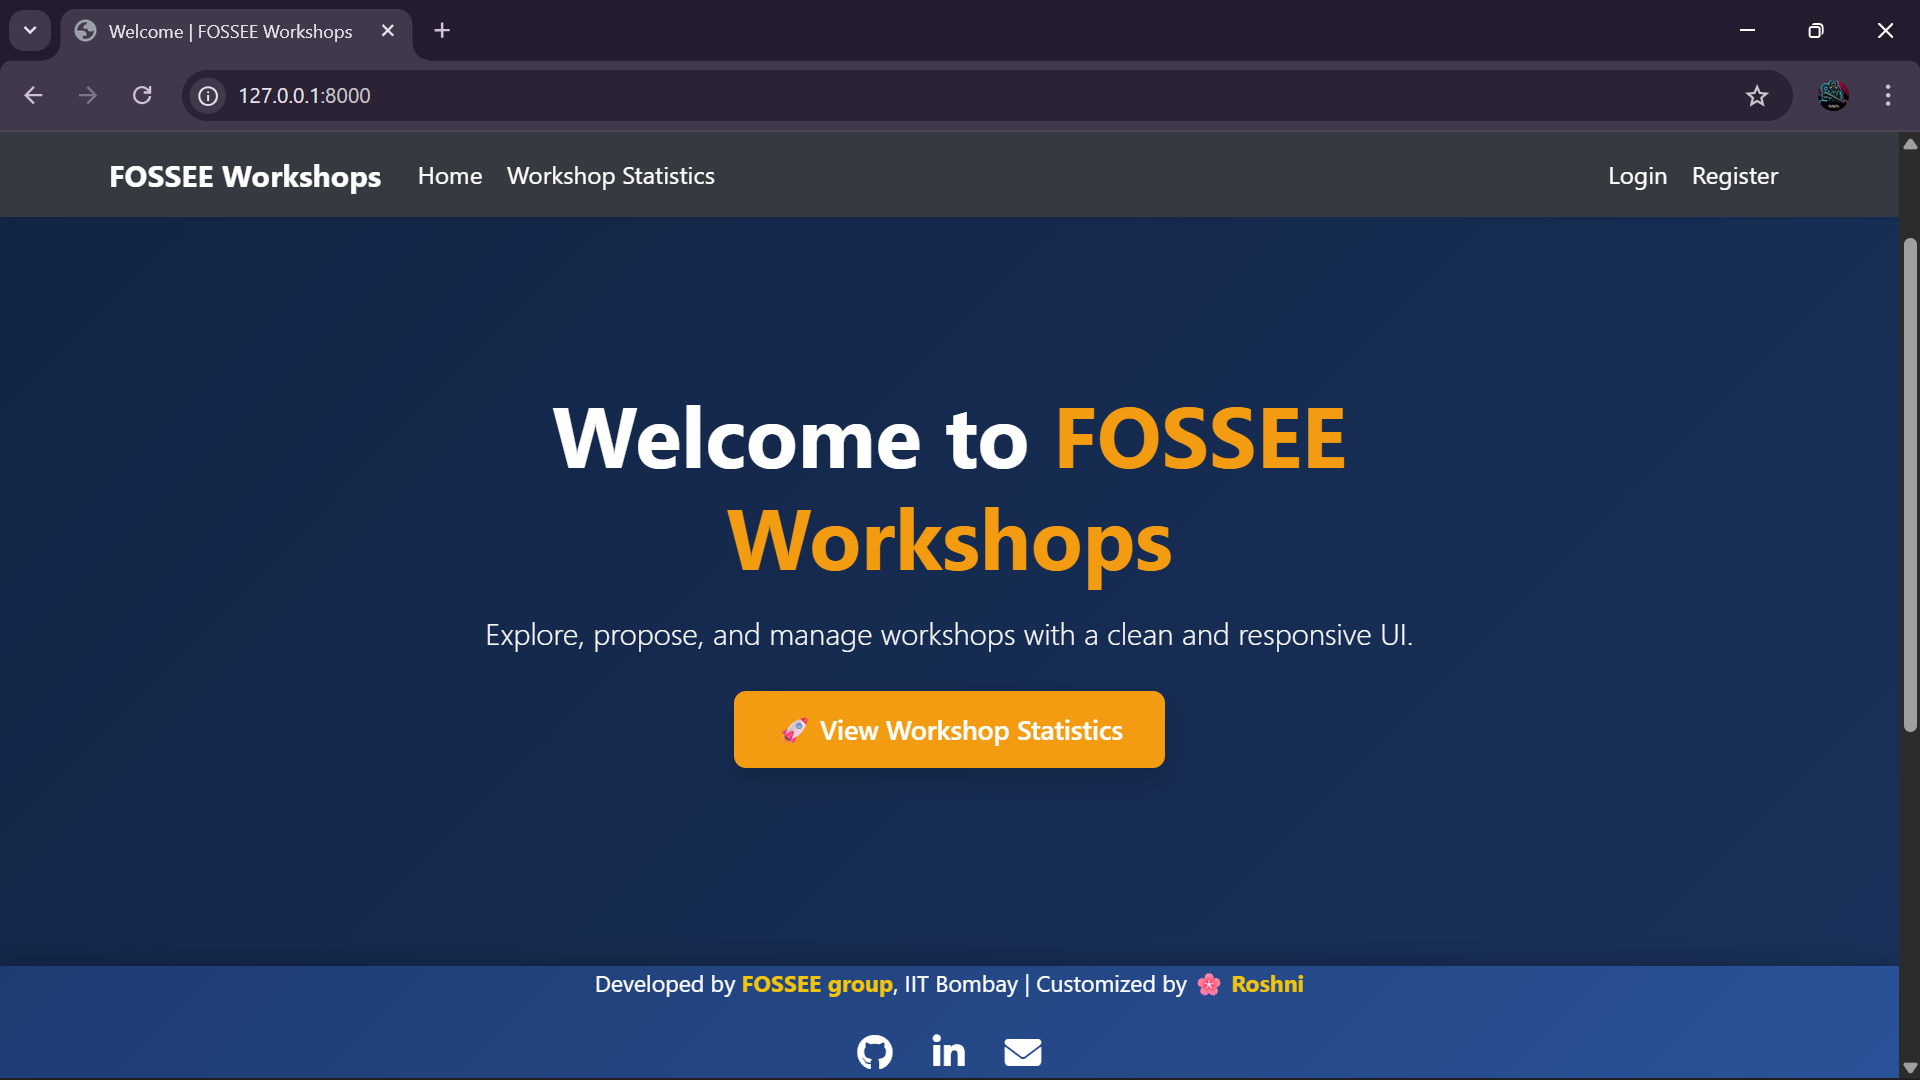 Welcome | FOSSEE Workshops
127.0.0.1:8000
FOSSEE Workshops Home Workshop Statistics Login Register
Welcome to FOSSEE
Workshops
Explore, propose, and manage workshops with a clean and responsive UI.
🚀 View Workshop Statistics
Developed by FOSSEE group, IIT Bombay | Customized by 🌸 Roshni